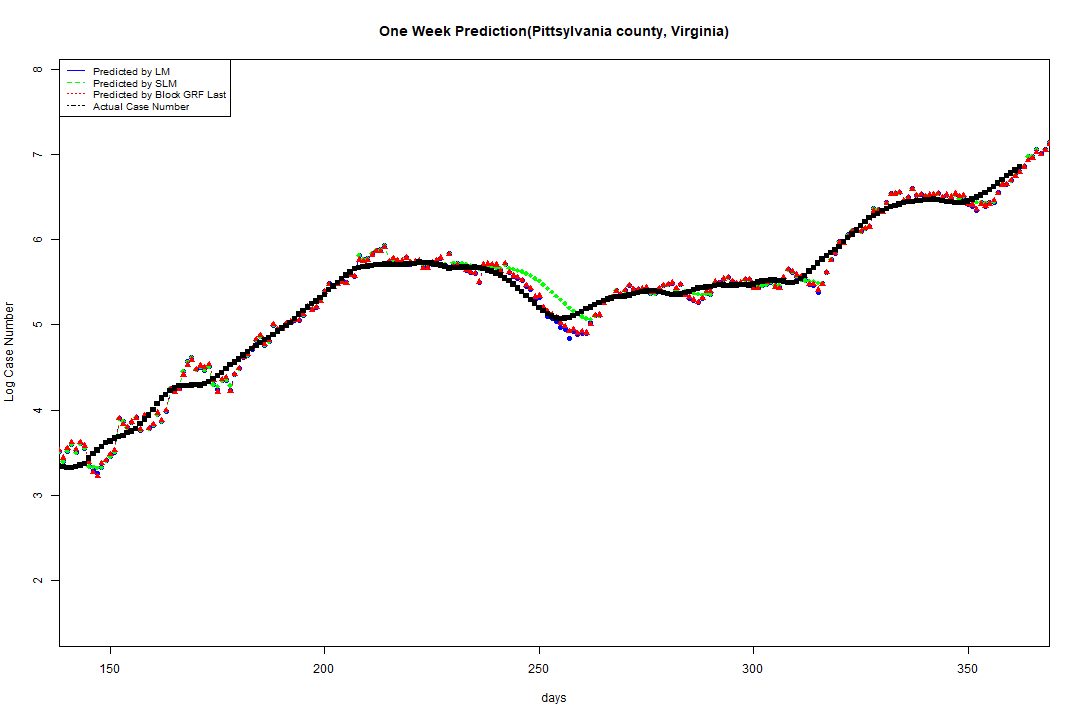 One Week Prediction(Pittsylvania county, Virginia)
Predicted by LM
Predicted by SLM
Predicted by Block GRF Last
Actual Case Number
8
7
6
5
4
3
2
Log Case Number
150 200 250 300 350
days